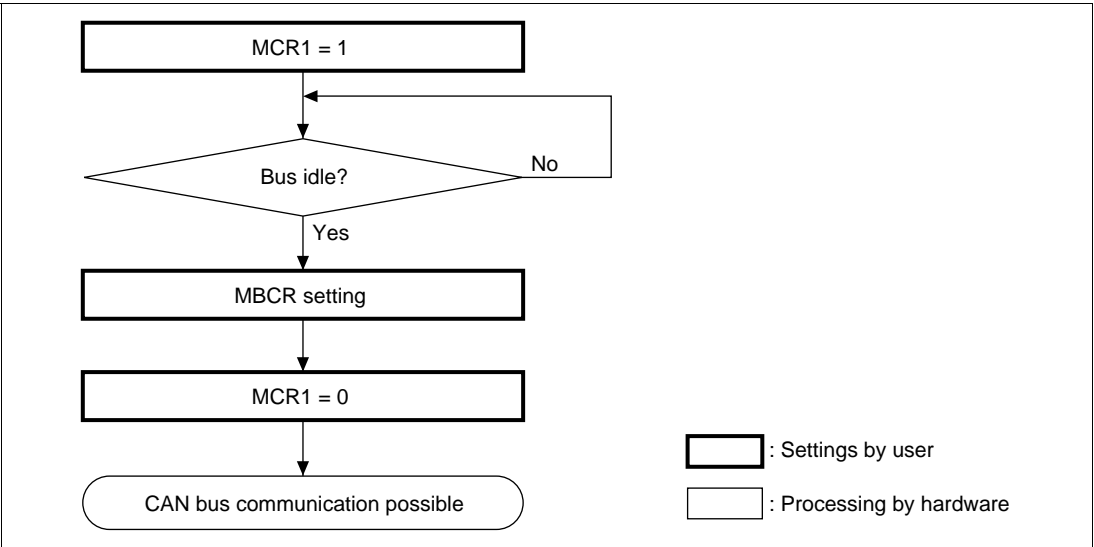 MCR1 = 1
Bus idle?
No
Yes
MBCR setting
MCR1 = 0
CAN bus communication possible
: Settings by user
: Processing by hardware